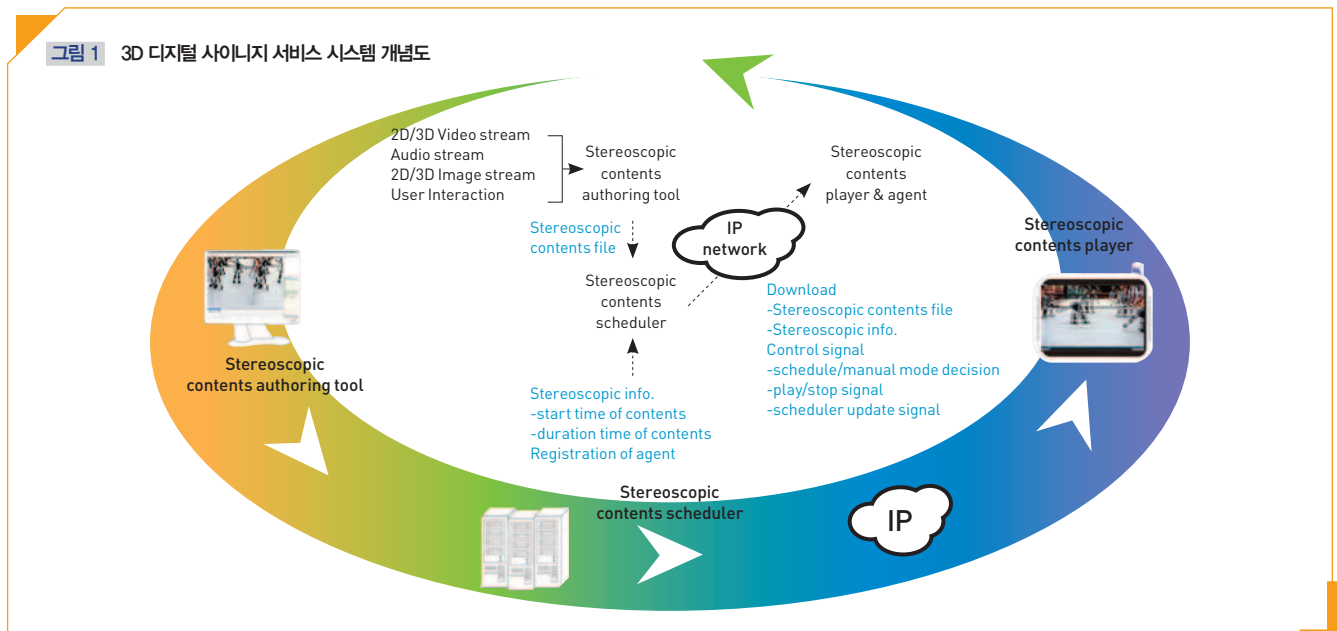 그림 1 3D 디지털 사이니지 서비스 시스템 개념도
2D/3D Video stream
Audio stream
2D/3D Image stream
User Interaction
Stereoscopic
contents
authoring tool
Stereoscopic
contents
player & agent
Stereoscopic
contents file
IP
network
Stereoscopic
contents player
Stereoscopic
contents
scheduler
Download
-Stereoscopic contents file
-Stereoscopic info.
Control signal
-schedule/manual mode decision
-play/stop signal
-scheduler update signal
Stereoscopic
contents authoring tool
Stereoscopic info.
-start time of contents
-duration time of contents
Registration of agent
Stereoscopic
contents scheduler
IP